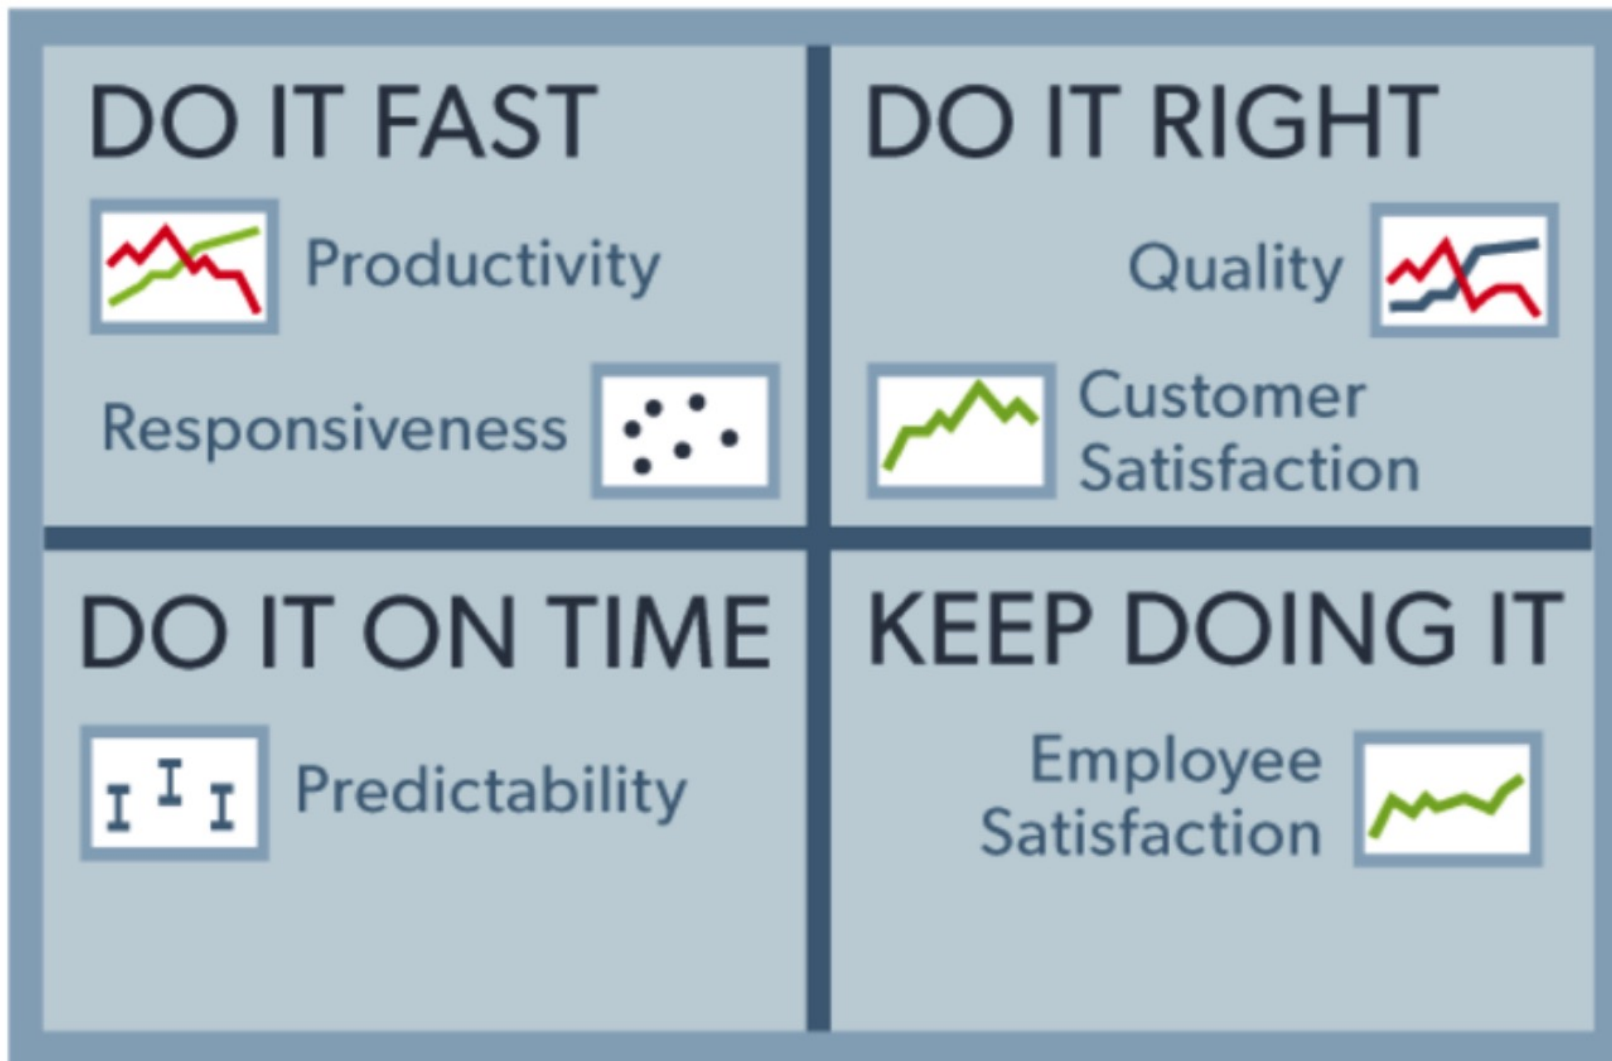 DO IT FAST
Productivity
Responsiveness
DO IT RIGHT
Quality
Customer
Satisfaction
DO IT ON TIME
Predictability
KEEP DOING IT
Employee
Satisfaction